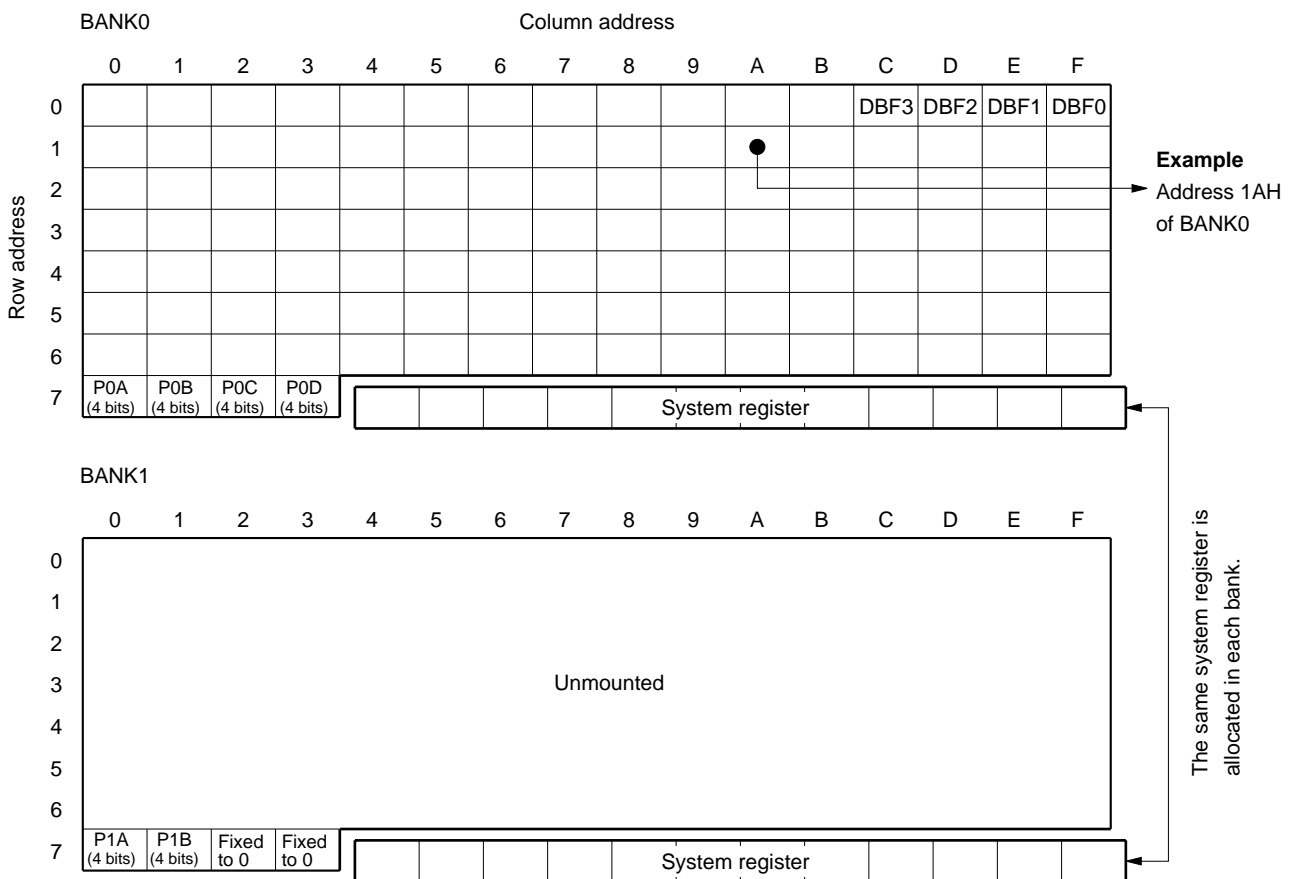 BANK0
Column address
0 1 2 3 4 5 6 7 8 9 A B C D E F
Row address
0 DBF3 DBF2 DBF1 DBF0
1
2
3
4
5
6
7 P0A P0B P0C P0D
(4 bits) (4 bits) (4 bits) (4 bits)
System register
Example
Address 1AH
of BANK0
BANK1
0 1 2 3 4 5 6 7 8 9 A B C D E F
0
1
2
3
Unmounted
4
5
6
7 P1A P1B Fixed Fixed
(4 bits) (4 bits) to 0 to 0
System register
The same system register is
allocated in each bank.